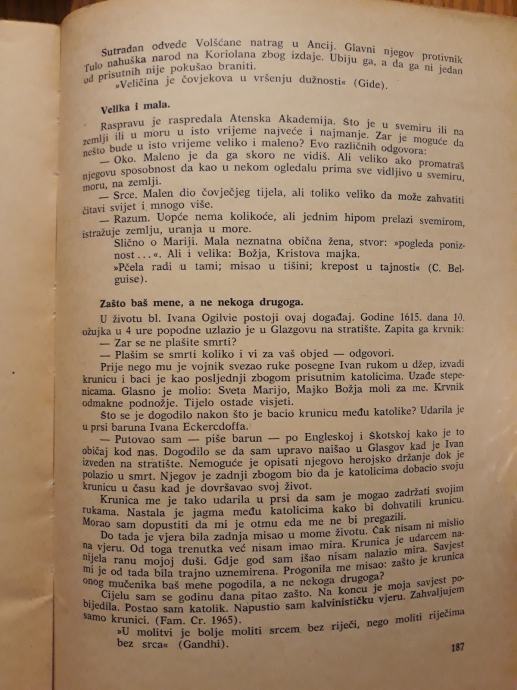 Sutradan odvede Volšćane natrag u Ancij. Glavni njegov protivnik
Tulo nahuška narod na Koriolana zbog izdaje. Ubiju ga, a da ga ni jedan
od prisutnih nije pokušao braniti.
»Veličina je čovjekova u vršenju dužnosti« (Gide).
Velika i mala.
Raspravu je raspredala Atenska Akademija. Što je u svemiru ili na
zemlji ili u moru u isto vrijeme najveće i najmanje. Zar je moguće da
nešto bude u isto vrijeme veliko i maleno? Evo različnih odgovora:
— Oko. Maleno je da ga skoro ne vidiš. Ali veliko ako promatraš
njegovu sposobnost da kao u nekom ogledalu prima sve vidljivo u svemiru,
moru, na zemlji.
— Srce. Malen dio čovječjeg tijela, ali toliko veliko da može zahvatiti
čitavi svijet i mnogo više.
— Razum. Uopće nema kolikoće, ali jednim hipom prelazi svemirom,
istražuje zemlju, uranja u more.
Slično o Mariji. Mala neznatna obična žena, stvor: »pogleda poniz-
nost...«. Ali i velika: Božja, Kristova majka.
»Pčela radi u tami; misao u tišini; krepost u tajnosti« (C. Bel-
guise).
Zašto baš mene, a ne nekoga drugoga.
U životu bl. Ivana Ogilvie postoji ovaj događaj. Godine 1615. dana 10.
ožujka u 4 ure popodne uzlazio je u Glazgovu na stratište. Zapita ga krvnik:
— Zar se ne plašite smrti?
— Plašim se smrti koliko i vi za vaš objed — odgovori.
Prije nego mu je vojnik svezao ruke posegne Ivan rukom u džep, izvadi
krunicu i baci je kao posljednji zbogom prisutnim katolicima. Uzađe stepe-
nicama. Glasno je molio: Sveta Marijo, Majko Božja moli za me. Krvnik
odmakne podnožje. Tijelo ostade visjeti.
Što se je dogodilo nakon što je bacio krunicu među katolike? Udarila je
u prsi baruna Ivana Eckercdoffa.
— Putovao sam — piše barun — po Engleskoj i Škotskoj kako je to
običaj kod nas. Dogodilo se da sam upravo naišao u Glasgov kad je Ivan
izveden na stratište. Nemoguće je opisati njegovo herojsko držanje dok je
polazio u smrt. Njegov je zadnji zbogom bio da je katolicima dobacio svoju
krunicu u času kad je dovršavao svoj život.
Krunica me je tako udarila u prsi da sam je mogao zadržati svojim
rukama. Nastala je jagma među katolicima kako bi dohvatili krunicu.
Morao sam dopustiti da mi je otmu eda me ne bi pregazili.
Do tada je vjera bila zadnja misao u mome životu. Čak nisam ni mislio
na vjeru. Od toga trenutka već nisam imao mira. Krunica je udarcem na-
nijela ranu mojoj duši. Gdje god sam išao nisam nalazio mira. Savjest
mi je od tada bila trajno uznemirena. Progonila me misao: zašto je krunica
onog mučenika baš mene pogodila, a ne nekoga drugoga?
Cijelu sam se godinu dana pitao zašto. Na koncu je moja savjest po-
bijedila. Postao sam katolik. Napustio sam kalvinističku vjeru. Zahvaljujem
samo krunici. (Fam. Cr. 1965).
»U molitvi je bolje moliti srcem bez riječi, nego moliti riječima
bez srca« (Gandhi).
187